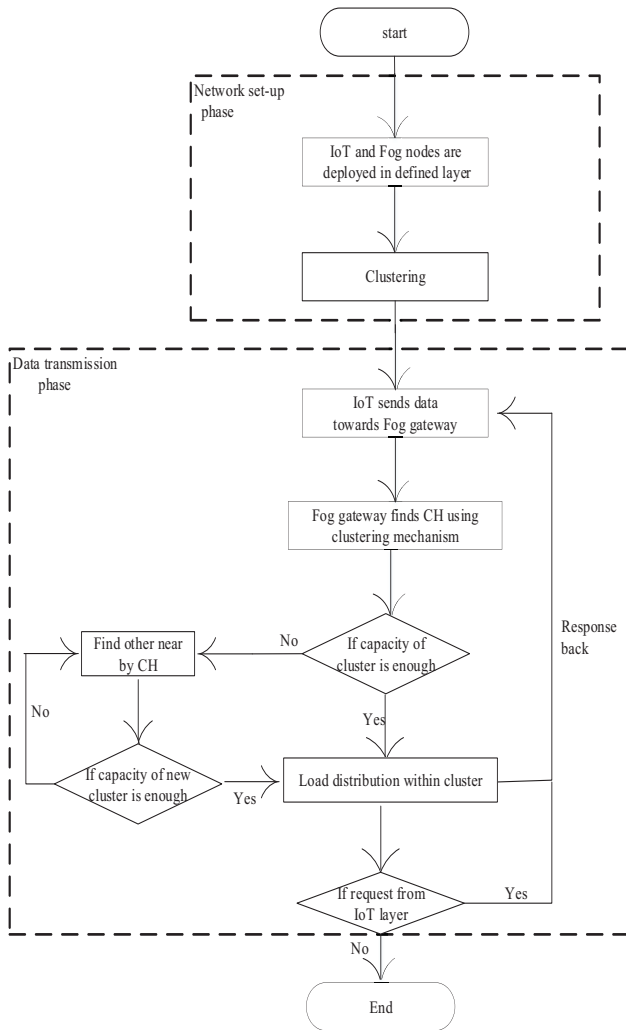 start
Network set-up
phase
IoT and Fog nodes are
deployed in defined layer
Clustering
Data transmission
phase
IoT sends data
towards Fog gateway
Fog gateway finds CH using
clustering mechanism
If capacity of
cluster is enough
No
Find other near
by CH
Response
back
No
Yes
If capacity of new
cluster is enough
Yes
Load distribution within cluster
If request from
IoT layer
Yes
No
End